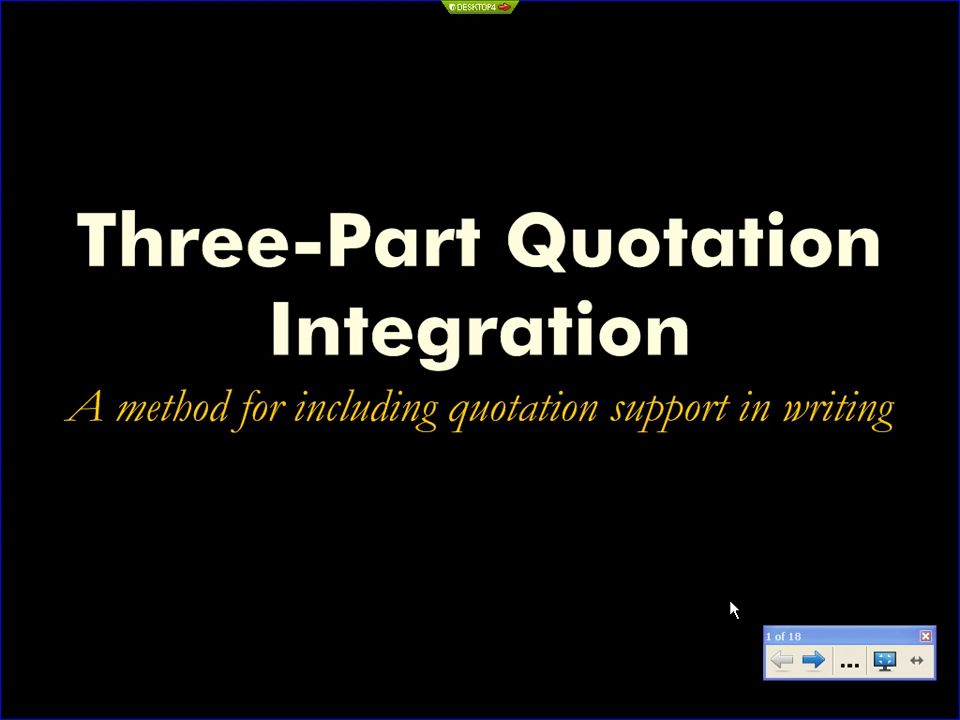 DESKTOP4
Three-Part Quotation
Integration
A method for including quotation support in writing
1 of 18
...